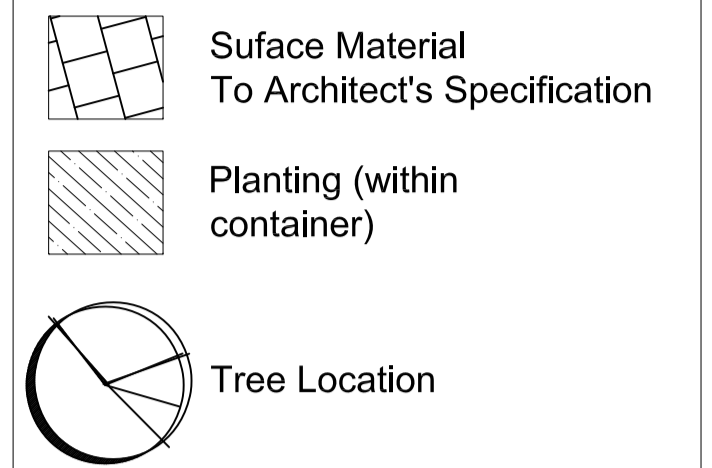 Suface Material
To Architect's Specification
Planting (within
container)
Tree Location